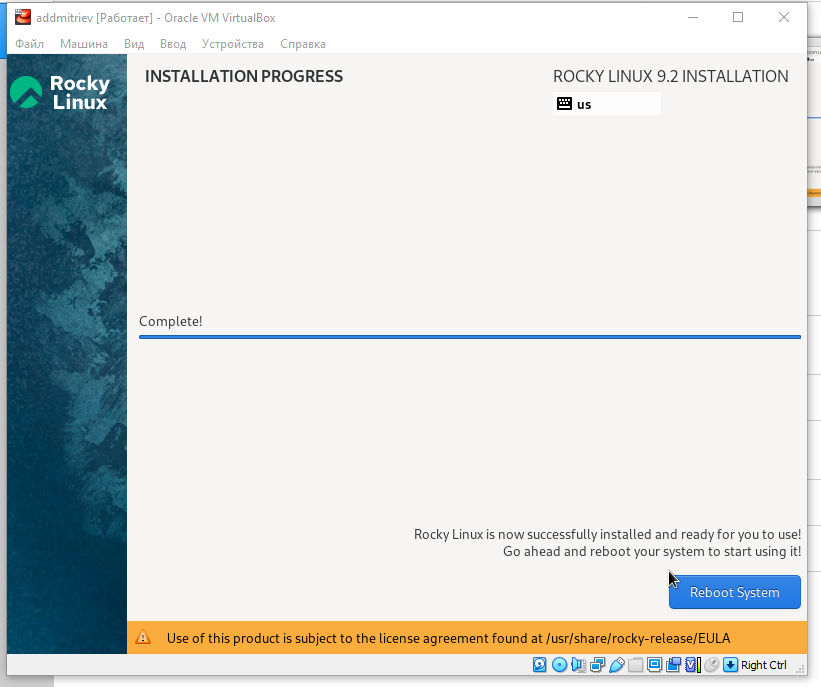 addmitriev [Работает] - Oracle VM VirtualBox
Файл Машина Вид Ввод Устройства Справка
Rocky
Linux
INSTALLATION PROGRESS
ROCKY LINUX 9.2 INSTALLATION
us
Complete!
Rocky Linux is now successfully installed and ready for you to use!
Go ahead and reboot your system to start using it!
Reboot System
Use of this product is subject to the license agreement found at /usr/share/rocky-release/EULA
Right Ctrl